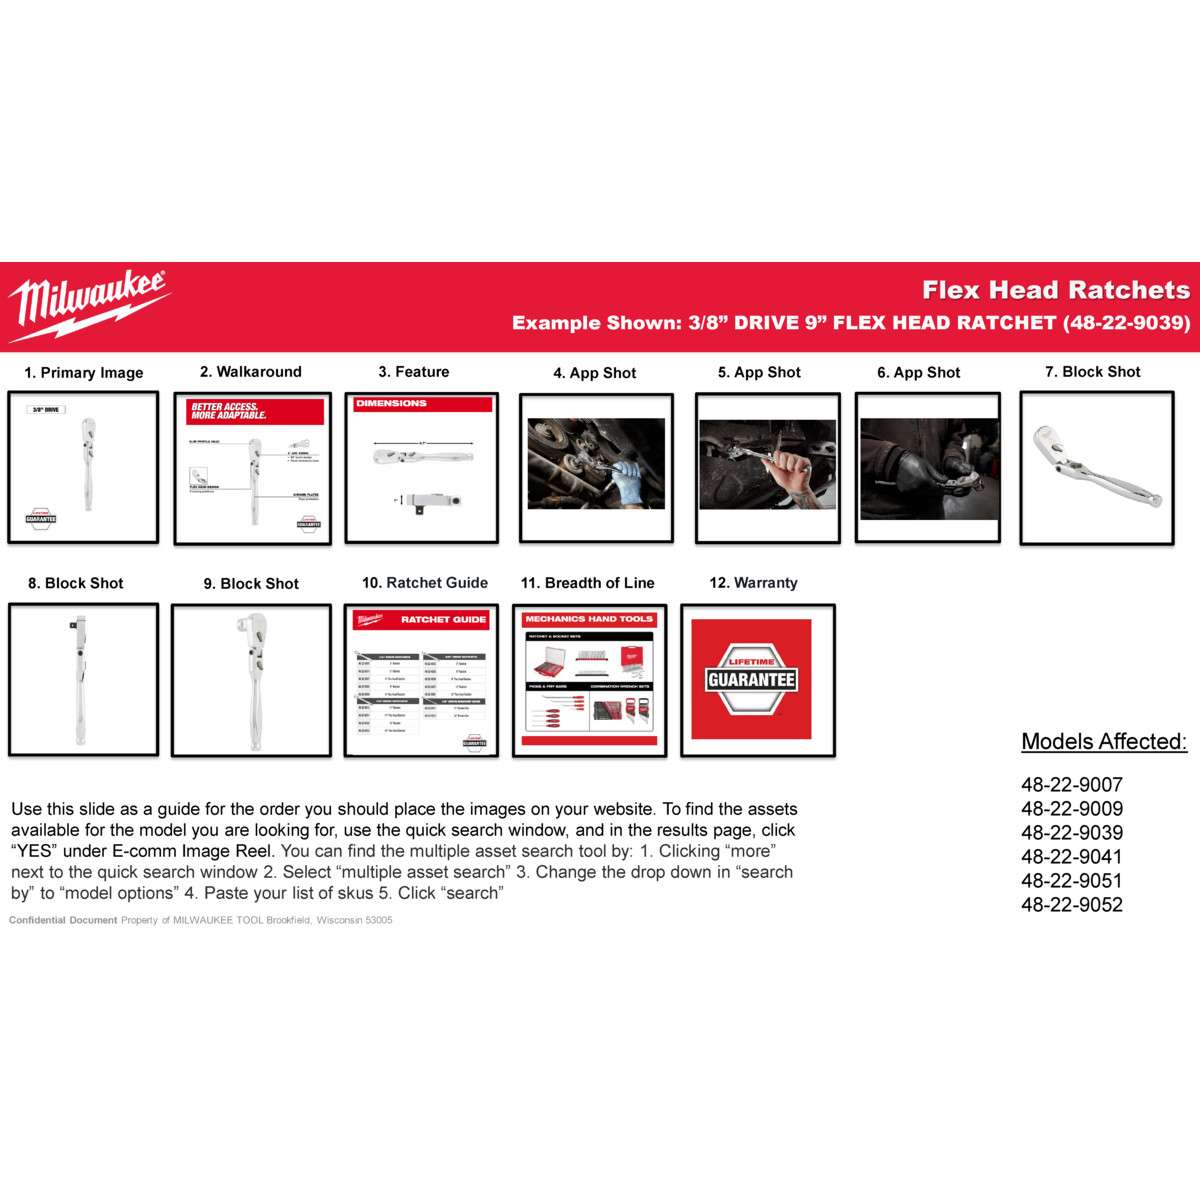 Milwaukee
Flex Head Ratchets
Example Shown: 3/8” DRIVE 9” FLEX HEAD RATCHET (48-22-9039)
1. Primary Image
2. Walkaround
3. Feature
4. App Shot
5. App Shot
6. App Shot
7. Block Shot
3/8" DRIVE
LIFETIME
GUARANTEE
BETTER ACCESS.
MORE ADAPTABLE.
GUARANTEE
DIMENSIONS
8. Block Shot
9. Block Shot
10. Ratchet Guide
11. Breadth of Line
12. Warranty
Milwaukee
RATCHET GUIDE
GUARANTEE
MECHANICS HAND TOOLS
RATCHET & SOCKET SETS
PICKS & PRY BARS
COMBINATION WRENCH SETS
LIFETIME
GUARANTEE
Models Affected:
48-22-9007
48-22-9009
48-22-9039
48-22-9041
48-22-9051
48-22-9052
Use this slide as a guide for the order you should place the images on your website. To find the assets
available for the model you are looking for, use the quick search window, and in the results page, click
“YES” under E-comm Image Reel. You can find the multiple asset search tool by: 1. Clicking “more”
next to the quick search window 2. Select “multiple asset search” 3. Change the drop down in “search
by” to “model options” 4. Paste your list of skus 5. Click “search”
Confidential Document Property of MILWAUKEE TOOL Brookfield, Wisconsin 53005